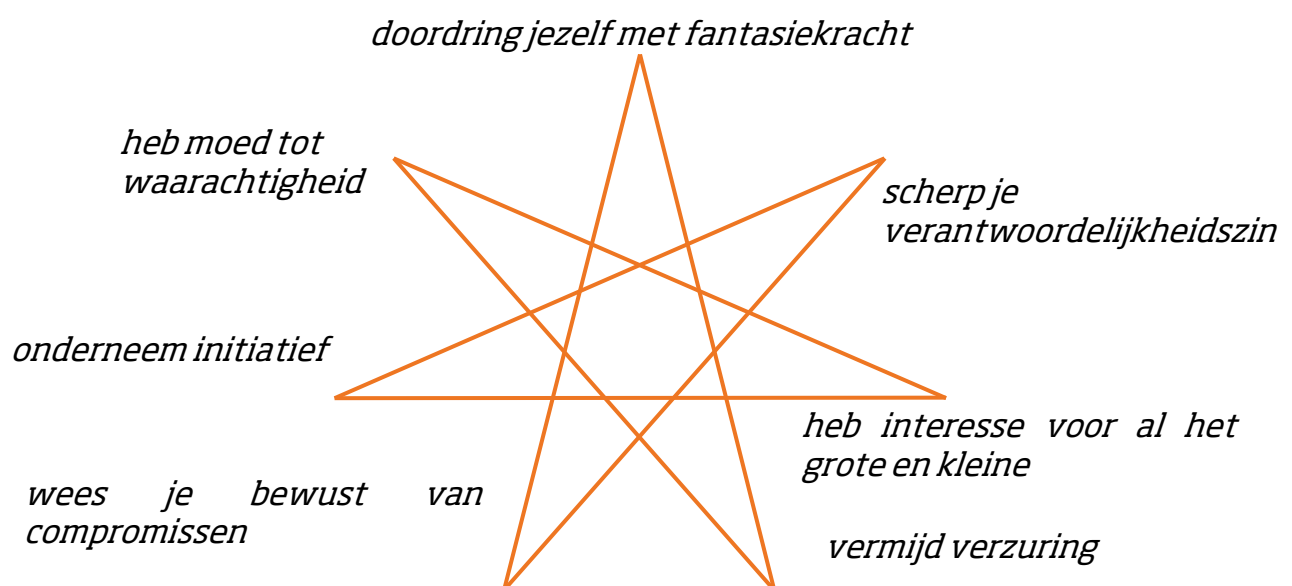 doordring jezelf met fantasiekracht
heb moed tot
waarachtigheid
scherp je
verantwoordelijkheidszin
onderneem initiatief
heb interesse voor al het
grote en kleine
wees je bewust van
compromissen
vermijd verzuring